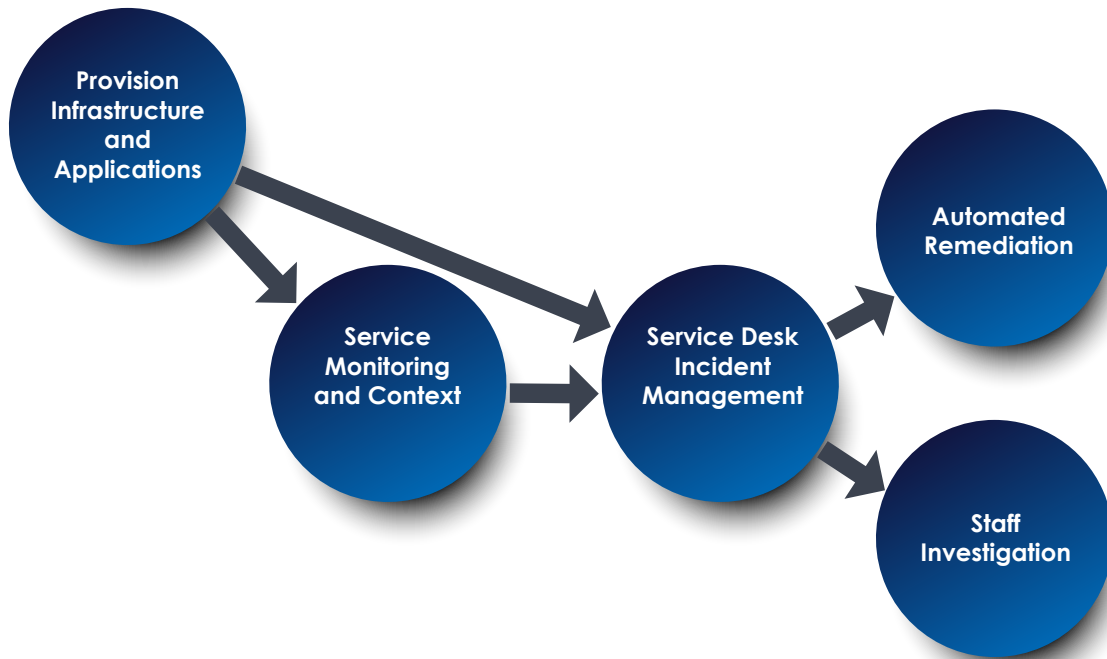 Provision
Infrastructure
and
Applications
Service
Monitoring
and Context
Service Desk
Incident
Management
Automated
Remediation
Staff
Investigation